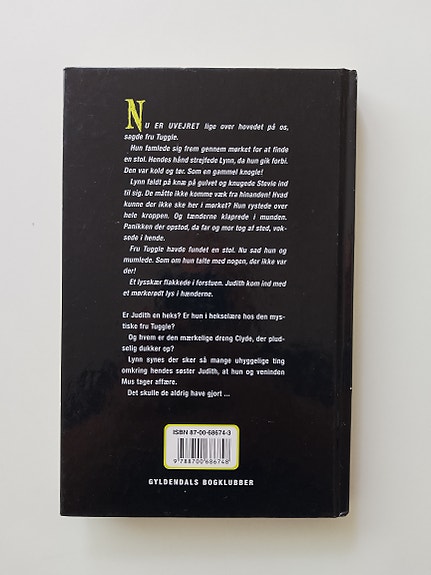 NU ER UVEJRET lige over hovedet på os,
sagde fru Tuggle.
Hun famlede sig frem gennem mørket for at finde
en stol. Hendes hånd strejfede Lynn, da hun gik forbi.
Den var kold og tør. Som en gammel knogle!
Lynn faldt på knæ på gulvet og knugede Stevie ind
til sig. De måtte ikke komme væk fra hinanden! Hvad
kunne der ikke ske her i mørket? Hun rystede over
hele kroppen. Og tænderne klaprede i munden.
Panikken der opstod, da far og mor tog af sted, vok-
sede i hende.
Fru Tuggle havde fundet en stol. Nu sad hun og
mumlede. Som om hun talte med nogen, der ikke var
der!
Et lysskær flakkede i forstuen. Judith kom ind med
et mørkerødt lys i hænderne.
Er Judith en heks? Er hun i hekselære hos den mys-
tiske fru Tuggle?
Og hvem er den mærkelige dreng Clyde, der plud-
selig dukker op?
Lynn synes der sker så mange uhyggelige ting
omkring hendes søster Judith, at hun og veninden
Mus tager affære.
Det skulle de aldrig have gjort ...
ISBN 87-00-68674-3
9 788700 686748
GYLDENDALS BOGKLUBBER